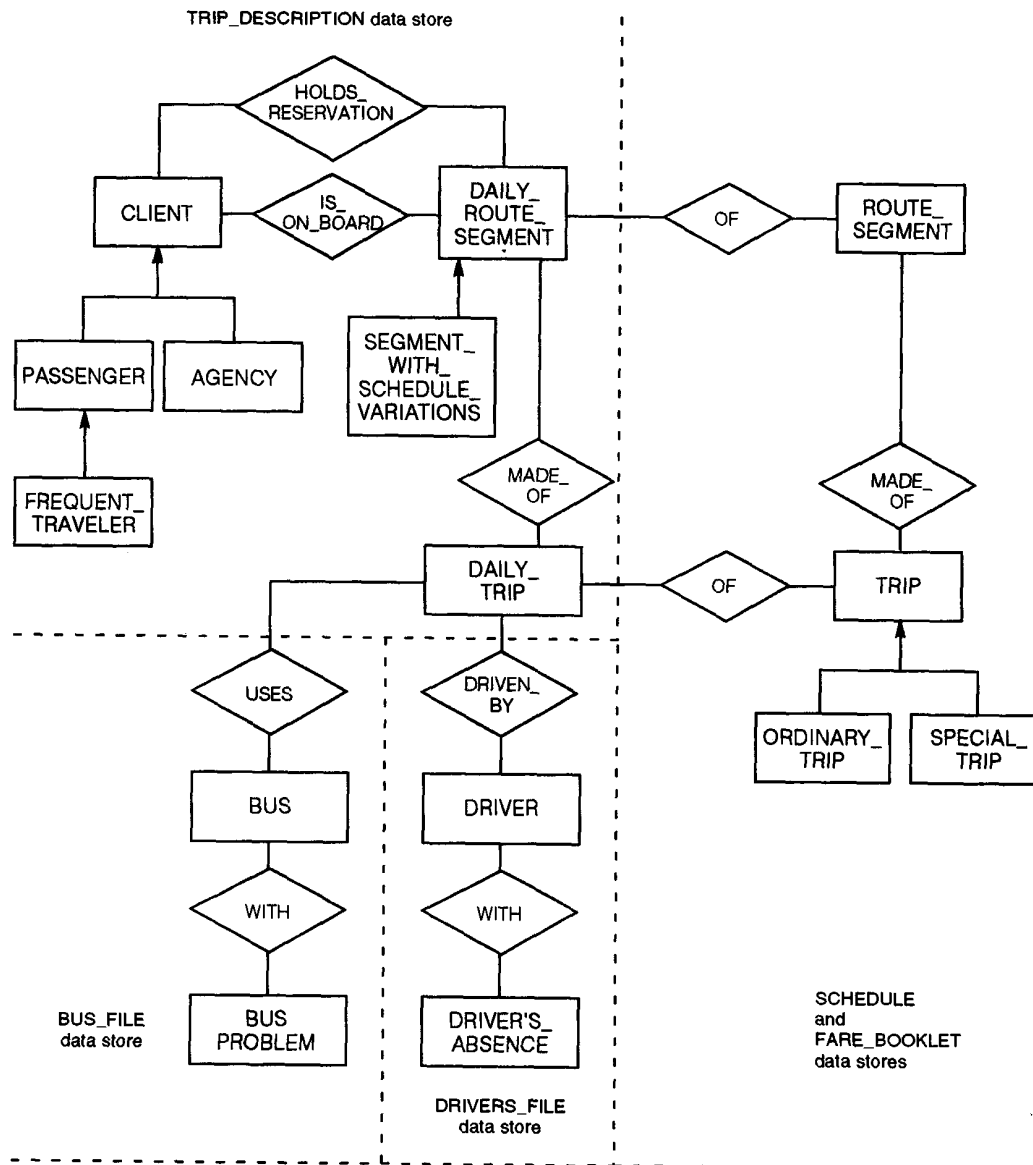 TRIP_DESCRIPTION data store
HOLDS_
RESERVATION
CLIENT
IS_
ON_BOARD
DAILY_
ROUTE_
SEGMENT
OF
ROUTE_
SEGMENT
PASSENGER
AGENCY
SEGMENT_
WITH_
SCHEDULE_
VARIATIONS
FREQUENT_
TRAVELER
MADE_
OF
MADE_
OF
DAILY_
TRIP
OF
TRIP
USES
DRIVEN_
BY
ORDINARY_
TRIP
SPECIAL_
TRIP
BUS
DRIVER
WITH
WITH
BUS_FILE
data store
BUS
PROBLEM
DRIVER'S_
ABSENCE
SCHEDULE
and
FARE_BOOKLET
data stores
DRIVERS_FILE
data store